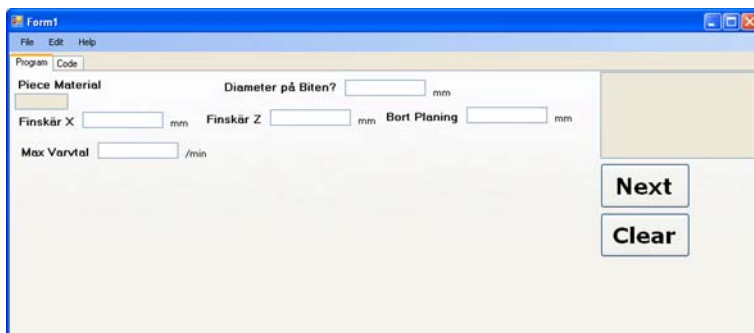 Form1
File Edit Help
Program Code
Piece Material
Diameter på Biten? mm
Finskär X mm Finskär Z mm Bort Planing mm
Max Varvtal /min
Next
Clear